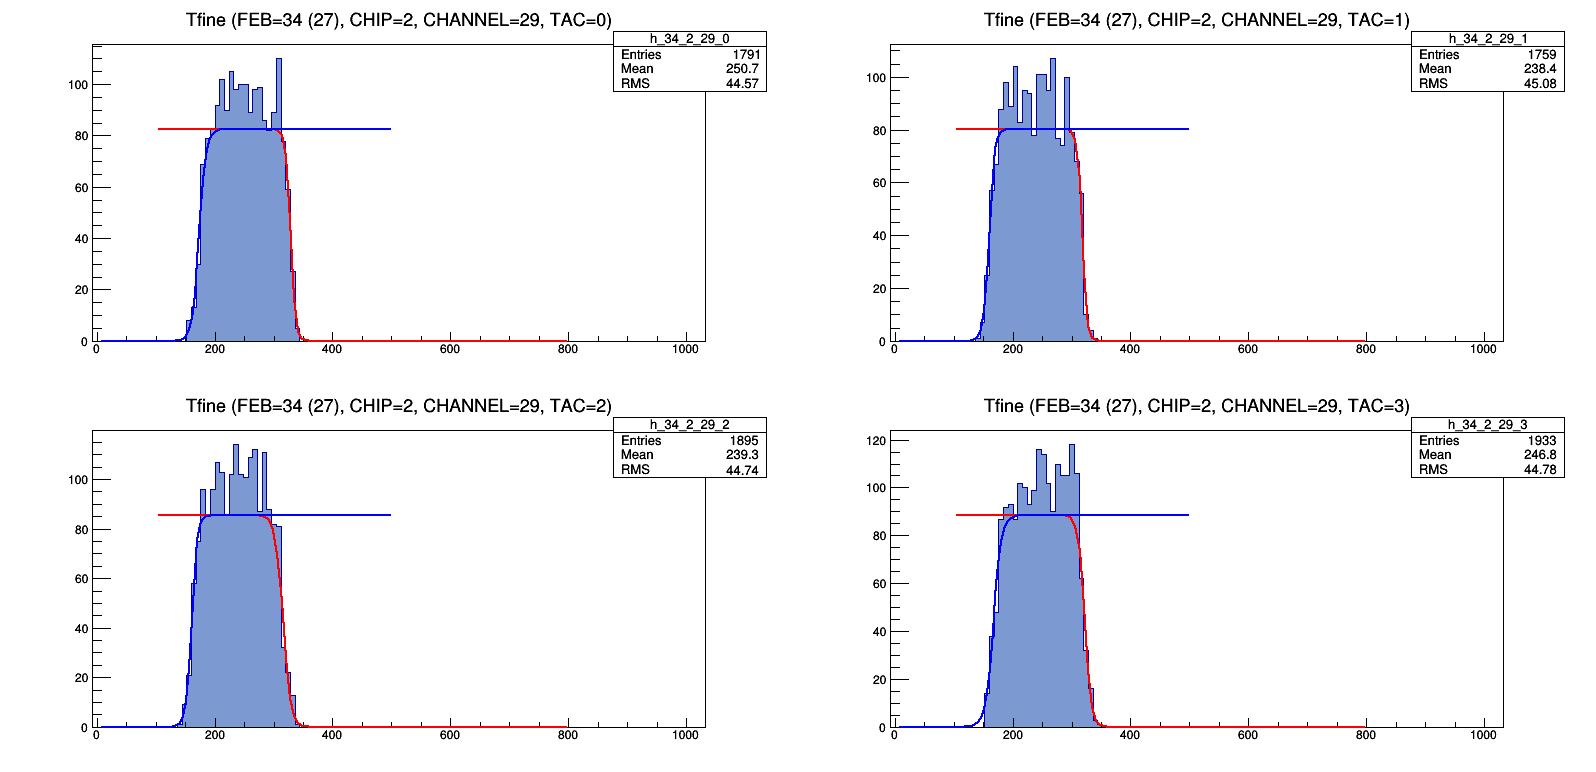 Tfine (FEB=34 (27), CHIP=2, CHANNEL=29, TAC=0)
h_34_2_29_0
Entries 1791
Mean 250.7
RMS 44.57
100
80
60
40
20
0
0 200 400 600 800 1000
Tfine (FEB=34 (27), CHIP=2, CHANNEL=29, TAC=1)
h_34_2_29_1
Entries 1759
Mean 238.4
RMS 45.08
100
80
60
40
20
0
0 200 400 600 800 1000
Tfine (FEB=34 (27), CHIP=2, CHANNEL=29, TAC=2)
h_34_2_29_2
Entries 1895
Mean 239.3
RMS 44.74
100
80
60
40
20
0
0 200 400 600 800 1000
Tfine (FEB=34 (27), CHIP=2, CHANNEL=29, TAC=3)
h_34_2_29_3
Entries 1933
Mean 246.8
RMS 44.78
120
100
80
60
40
20
0
0 200 400 600 800 1000